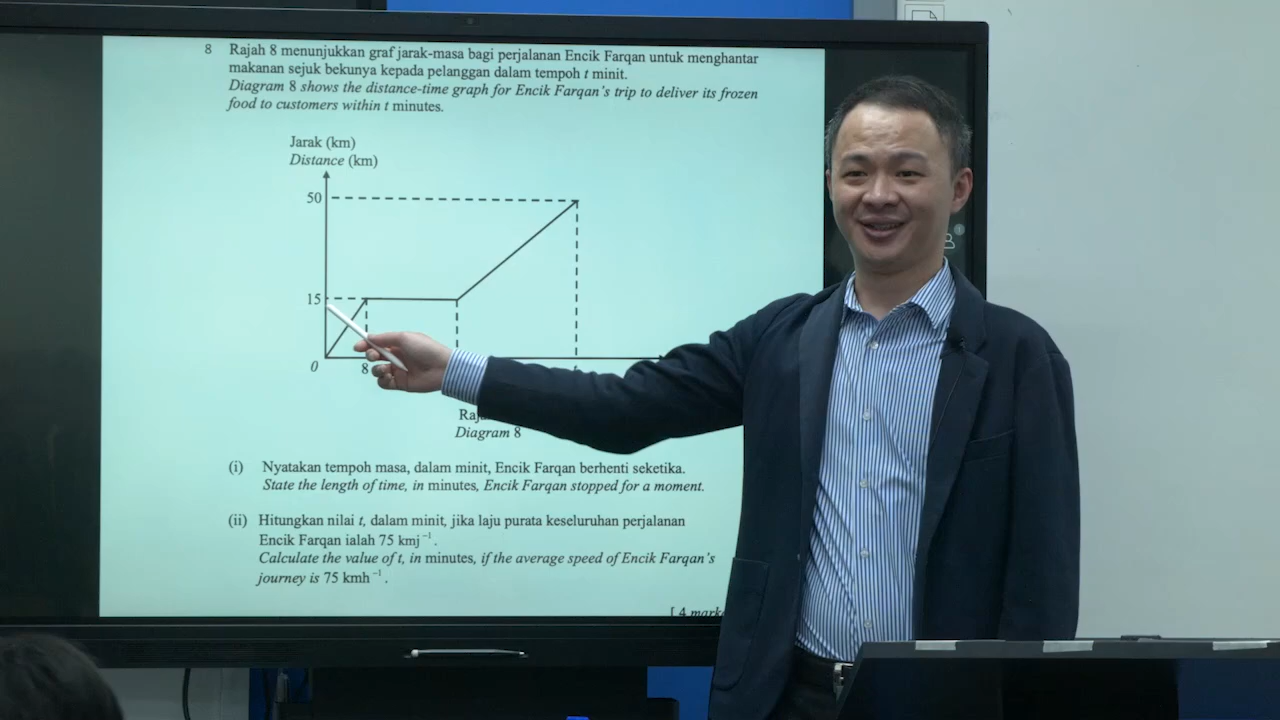 8 Rajah 8 menunjukkan graf jarak-masa bagi perjalanan Encik Farqan untuk menghantar
makanan sejuk bekunya kepada pelanggan dalam tempoh t minit.
Diagram 8 shows the distance-time graph for Encik Farqan's trip to deliver its frozen
food to customers within t minutes.
Jarak (km)
Distance (km)
50
15
0 8
Diagram 8
(i) Nyatakan tempoh masa, dalam minit, Encik Farqan berhenti seketika.
State the length of time, in minutes, Encik Farqan stopped for a moment.
(ii) Hitungkan nilai t, dalam minit, jika laju purata keseluruhan perjalanan
Encik Farqan ialah 75 kmj⁻¹.
Calculate the value of t, in minutes, if the average speed of Encik Farqan's
journey is 75 kmh⁻¹.
[ 4